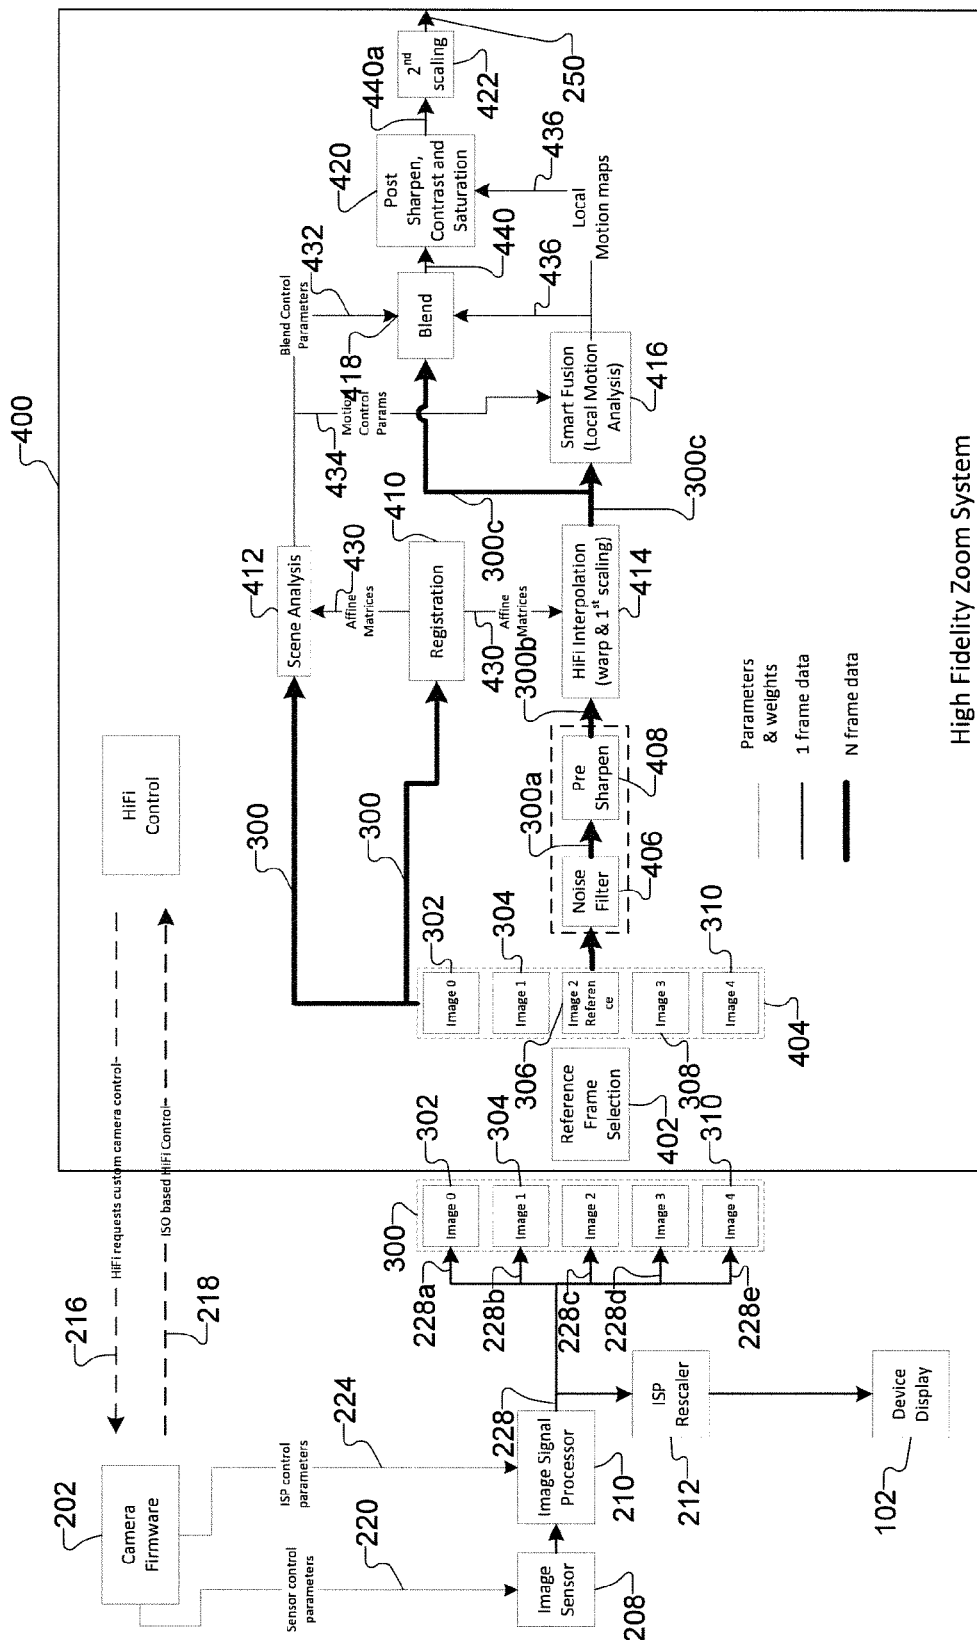 400
202
Camera
Firmware
216
HiFi requests custom camera control
ISO based HiFi Control
218
HiFi
Control
Sensor control
parameters
220
ISP control
parameters
224
Image
Sensor
208
Image Signal
Processor
210
228
ISP
Rescaler
212
Device
Display
102
228a
228b
228c
228d
228e
300
302
304
310
Image 0
Image 1
Image 2
Image 3
Image 4
Reference
Frame
Selection
402
302
304
306
308
310
404
Image 0
Image 1
Image 2
Referen
ce
Image 3
Image 4
300
300
Noise
Filter
406
300a
Pre
Sharpen
408
300b
412
Scene Analysis
430
Affine
Matrices
410
Registration
430
Affine
Matrices
HiFi Interpolation
(warp & 1st scaling)
414
300c
300c
434
Motion
Control
Params
Blend Control
Parameters
432
418
Blend
440
Smart Fusion
(Local Motion
Analysis)
416
436
Local
Motion maps
436
420
Post
Sharpen,
Contrast and
Saturation
440a
2nd
scaling
422
250
Parameters
& weights
1 frame data
N frame data
High Fidelity Zoom System